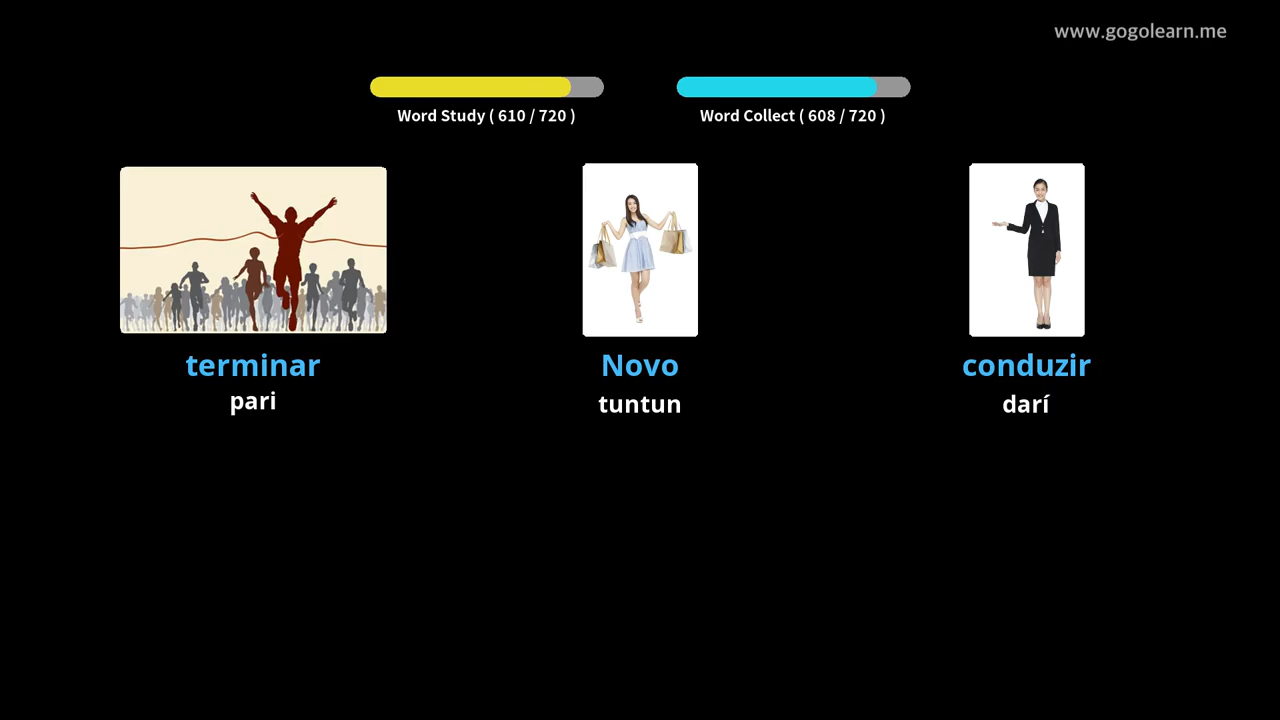 www.gogolearn.me
Word Study ( 610 / 720 )
Word Collect ( 608 / 720 )
terminar
pari
Novo
tuntun
conduzir
darí